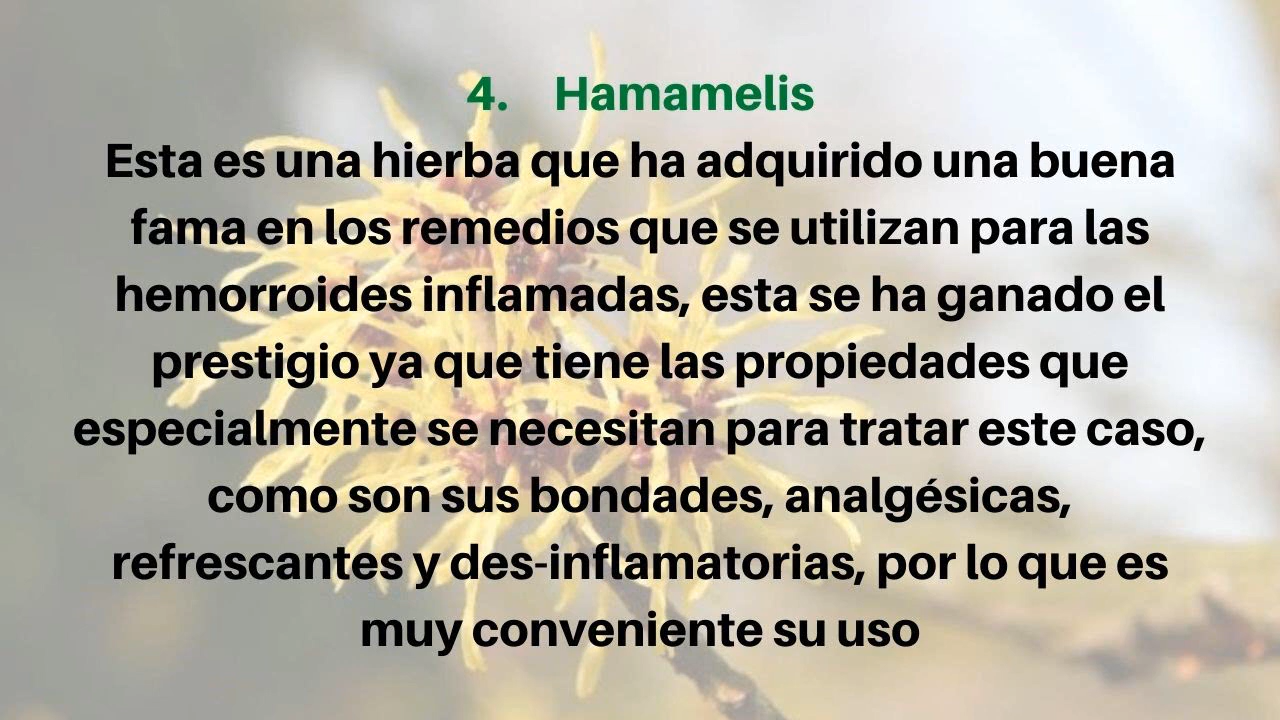 4. Hamamelis
Esta es una hierba que ha adquirido una buena
fama en los remedios que se utilizan para las
hemorroides inflamadas, esta se ha ganado el
prestigio ya que tiene las propiedades que
especialmente se necesitan para tratar este caso,
como son sus bondades, analgésicas,
refrescantes y des-inflamatorias, por lo que es
muy conveniente su uso